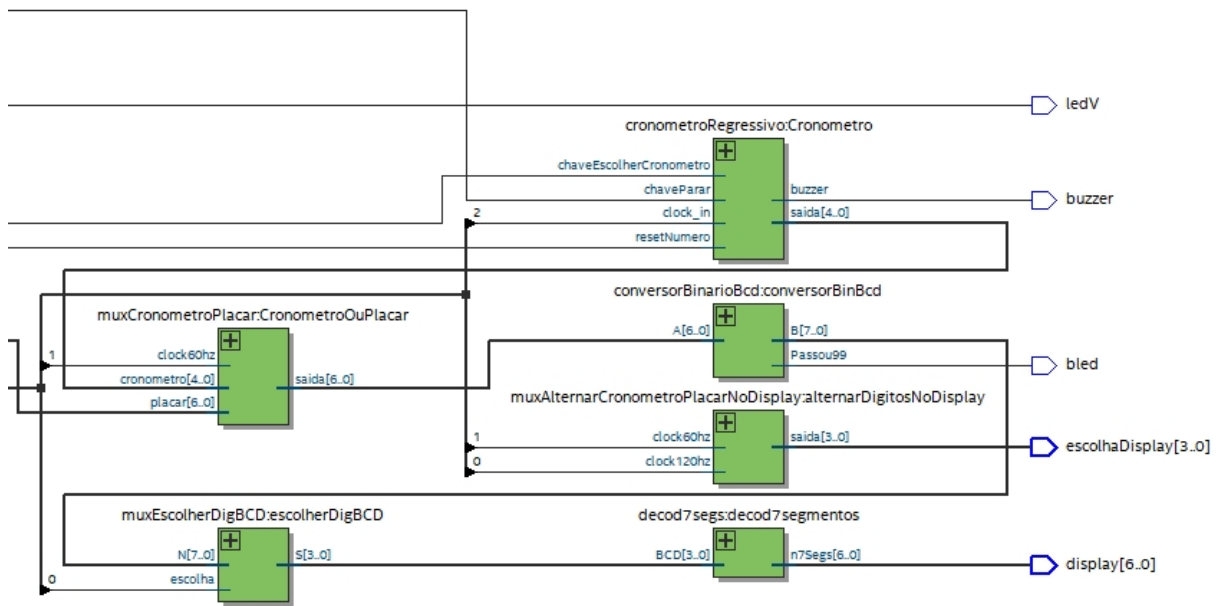 ledV
cronometroRegressivo:Cronometro
chaveEscolherCronometro
chaveParar
buzzer
buzzer
2
clock_in
saida[4..0]
resetNumero
conversorBinarioBcd:conversorBinBcd
muxCronometroPlacar:CronometroOuPlacar
A[6..0]
B[7..0]
1
clock60hz
Passou99
bled
cronometro[4..0]
saida[6..0]
muxAlternarCronometroPlacarNoDisplay:alternarDigitosNoDisplay
placar[6..0]
1
clock60hz
saida[3..0]
escolhaDisplay[3..0]
0
clock120hz
muxEscolherDigBCD:escolherDigBCD
decod7segs:decod7segmentos
N[7..0]
S[3..0]
BCD[3..0]
n7Segs[6..0]
display[6..0]
0
escolha